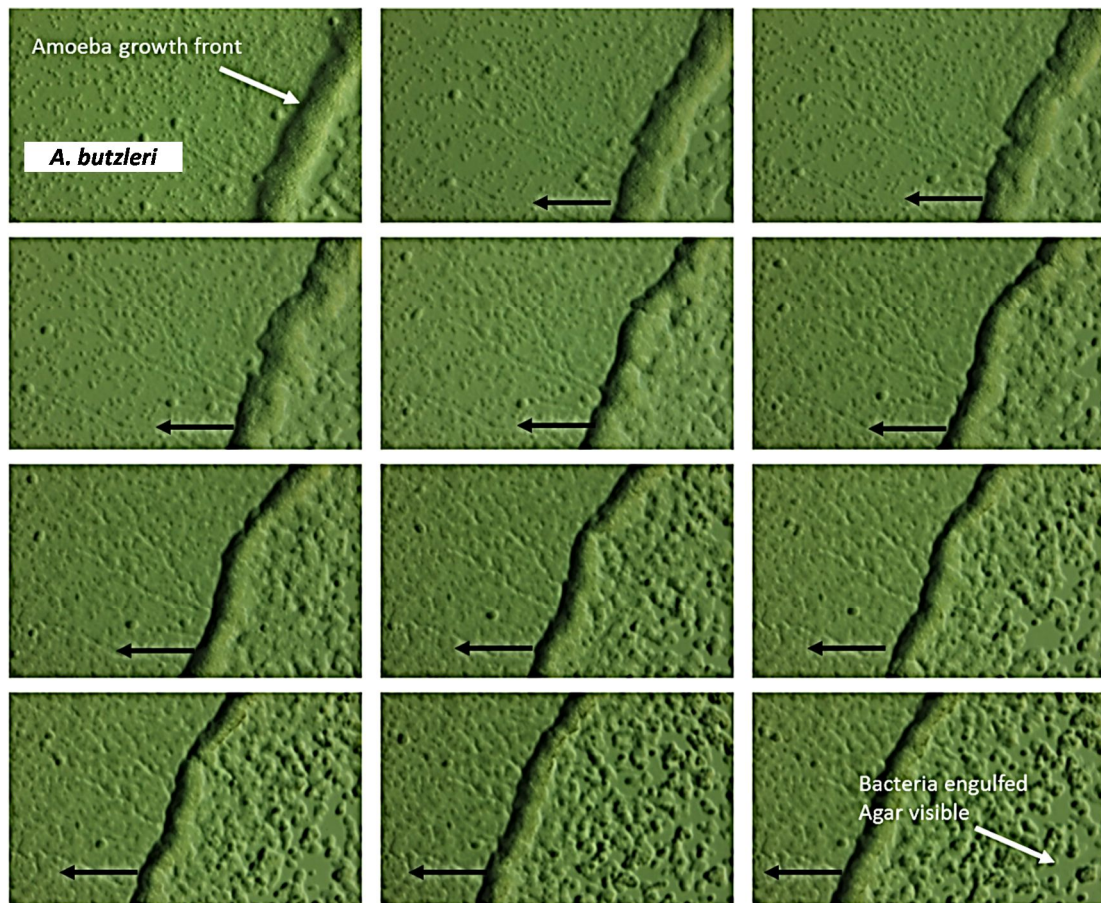 Amoeba growth front
A. butzleri
Bacteria engulfed
Agar visible